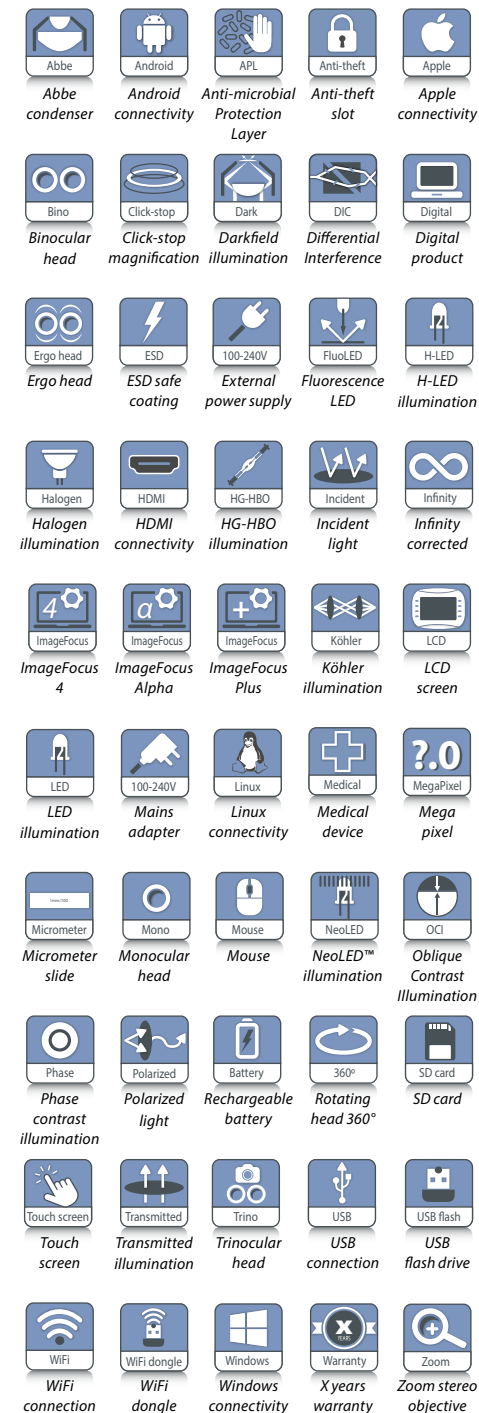 Abbe Android APL Anti-theft Apple
Abbe Android Anti-microbial Anti-theft Apple
condenser connectivity Protection slot connectivity
Layer
Bino Click-stop Dark DIC Digital
Binocular Click-stop Darkfield Differential Digital
head magnification illumination Interference product
Ergo head ESD 100-240V FluoLED H-LED
Ergo head ESD safe External Fluorescence H-LED
coating power supply LED illumination
Halogen HDMI HG-HBO Incident Infinity
Halogen HDMI HG-HBO Incident Infinity
illumination connectivity illumination light corrected
4 α +
ImageFocus ImageFocus ImageFocus Köhler LCD
ImageFocus ImageFocus ImageFocus Köhler LCD
4 Alpha Plus illumination screen
?.0
LED 100-240V Linux Medical MegaPixel
LED Mains Linux Medical Mega
illumination adapter connectivity device pixel
Micrometer Mono Mouse NeoLED OCI
Micrometer Monocular Mouse NeoLED™ Oblique
slide head illumination Contrast
Illumination
Phase Polarized Battery 360º SD card
Phase Polarized Rechargeable Rotating SD card
contrast light battery head 360°
illumination
Touch screen Transmitted Trino USB USB flash
Touch Transmitted Trinocular USB USB
screen illumination head connection flash drive
X
YEARS
WiFi WiFi dongle Windows Warranty Zoom
WiFi WiFi Windows X years Zoom stereo
connection dongle connectivity warranty objective